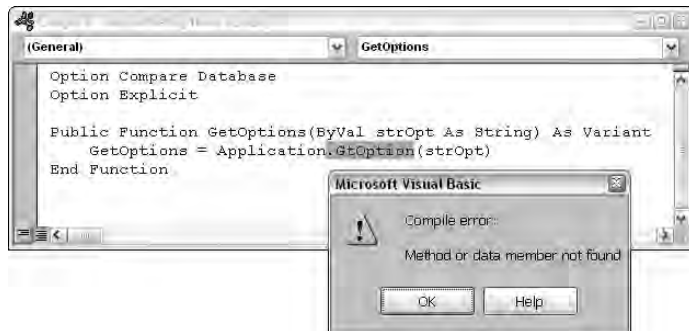 (General)
GetOptions
Option Compare Database
Option Explicit
Public Function GetOptions(ByVal strOpt As String) As Variant
GetOptions = Application.GtOption(strOpt)
End Function
Microsoft Visual Basic
Compile error:
Method or data member not found
OK
Help